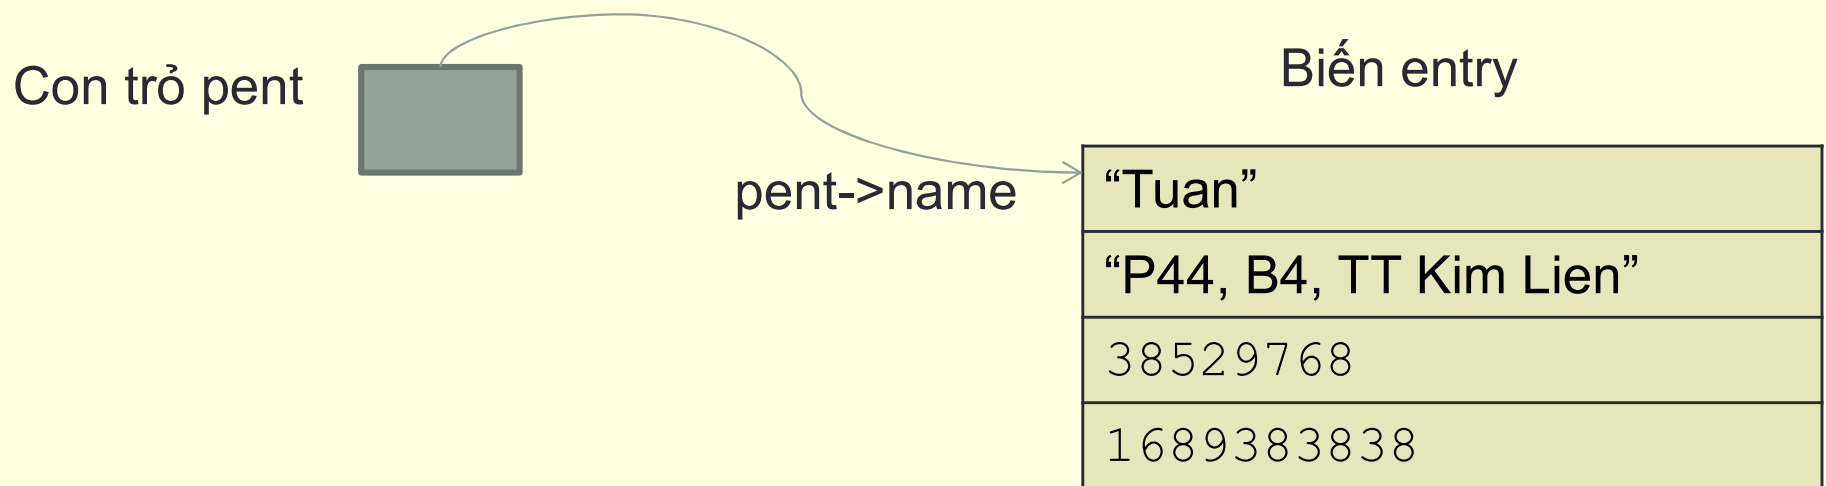 Biến entry
Con trỏ pent
pent->name
“Tuan”
“P44, B4, TT Kim Lien”
38529768
1689383838